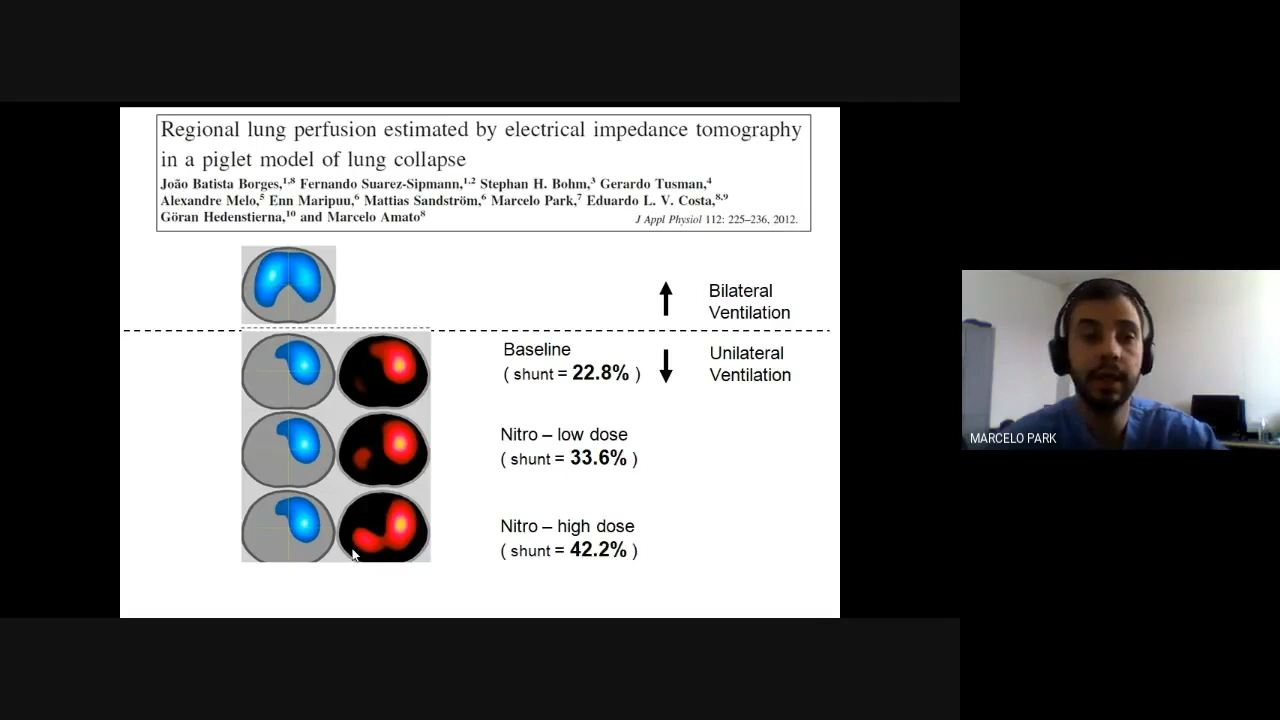 Regional lung perfusion estimated by electrical impedance tomography
in a piglet model of lung collapse
João Batista Borges,1,8 Fernando Suarez-Sipmann,1,2 Stephan H. Bohm,3 Gerardo Tusman,4
Alexandre Melo,5 Enn Maripuu,6 Mattias Sandström,6 Marcelo Park,7 Eduardo L. V. Costa,8,9
Göran Hedenstierna,10 and Marcelo Amato8
J Appl Physiol 112: 225–236, 2012.
Bilateral
Ventilation
Baseline
( shunt = 22.8% )
Unilateral
Ventilation
Nitro – low dose
( shunt = 33.6% )
Nitro – high dose
( shunt = 42.2% )
MARCELO PARK